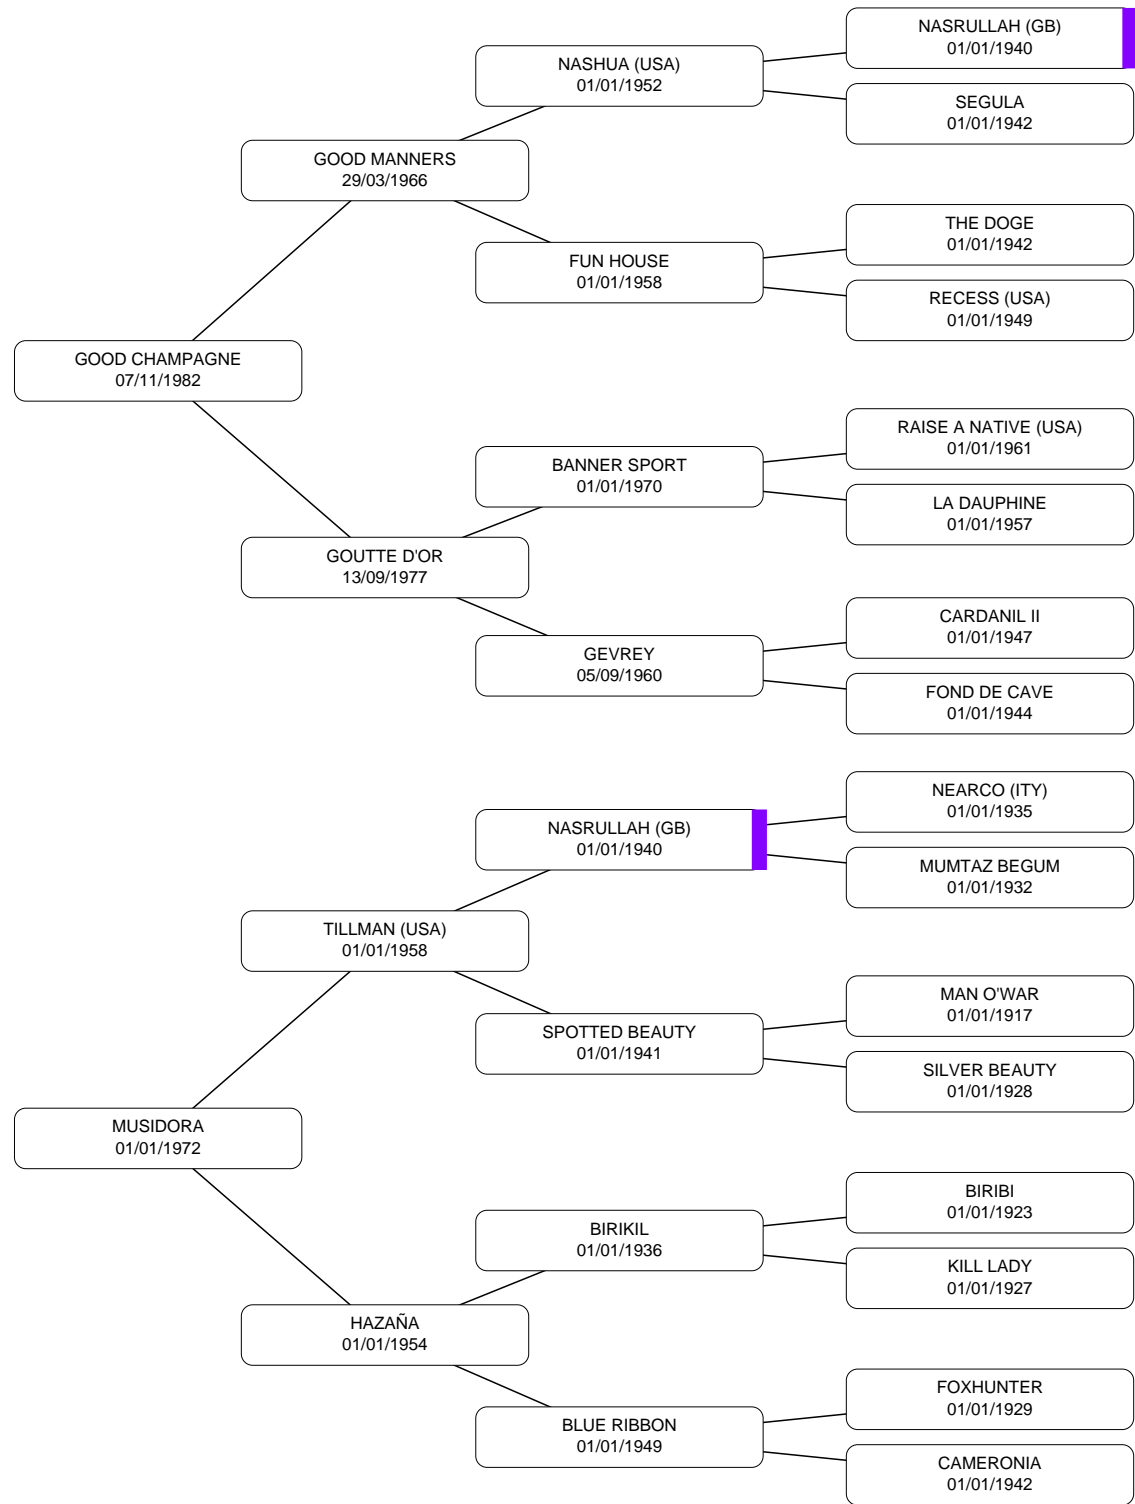 NASRULLAH (GB)
01/01/1940
NASHUA (USA)
01/01/1952
SEGULA
01/01/1942
GOOD MANNERS
29/03/1966
THE DOGE
01/01/1942
FUN HOUSE
01/01/1958
RECESS (USA)
01/01/1949
GOOD CHAMPAGNE
07/11/1982
RAISE A NATIVE (USA)
01/01/1961
BANNER SPORT
01/01/1970
LA DAUPHINE
01/01/1957
GOUTTE D'OR
13/09/1977
CARDANIL II
01/01/1947
GEVREY
05/09/1960
FOND DE CAVE
01/01/1944
NEARCO (ITY)
01/01/1935
NASRULLAH (GB)
01/01/1940
MUMTAZ BEGUM
01/01/1932
TILLMAN (USA)
01/01/1958
MAN O'WAR
01/01/1917
SPOTTED BEAUTY
01/01/1941
SILVER BEAUTY
01/01/1928
MUSIDORA
01/01/1972
BIRIBI
01/01/1923
BIRIKIL
01/01/1936
KILL LADY
01/01/1927
HAZAÑA
01/01/1954
FOXHUNTER
01/01/1929
BLUE RIBBON
01/01/1949
CAMERONIA
01/01/1942